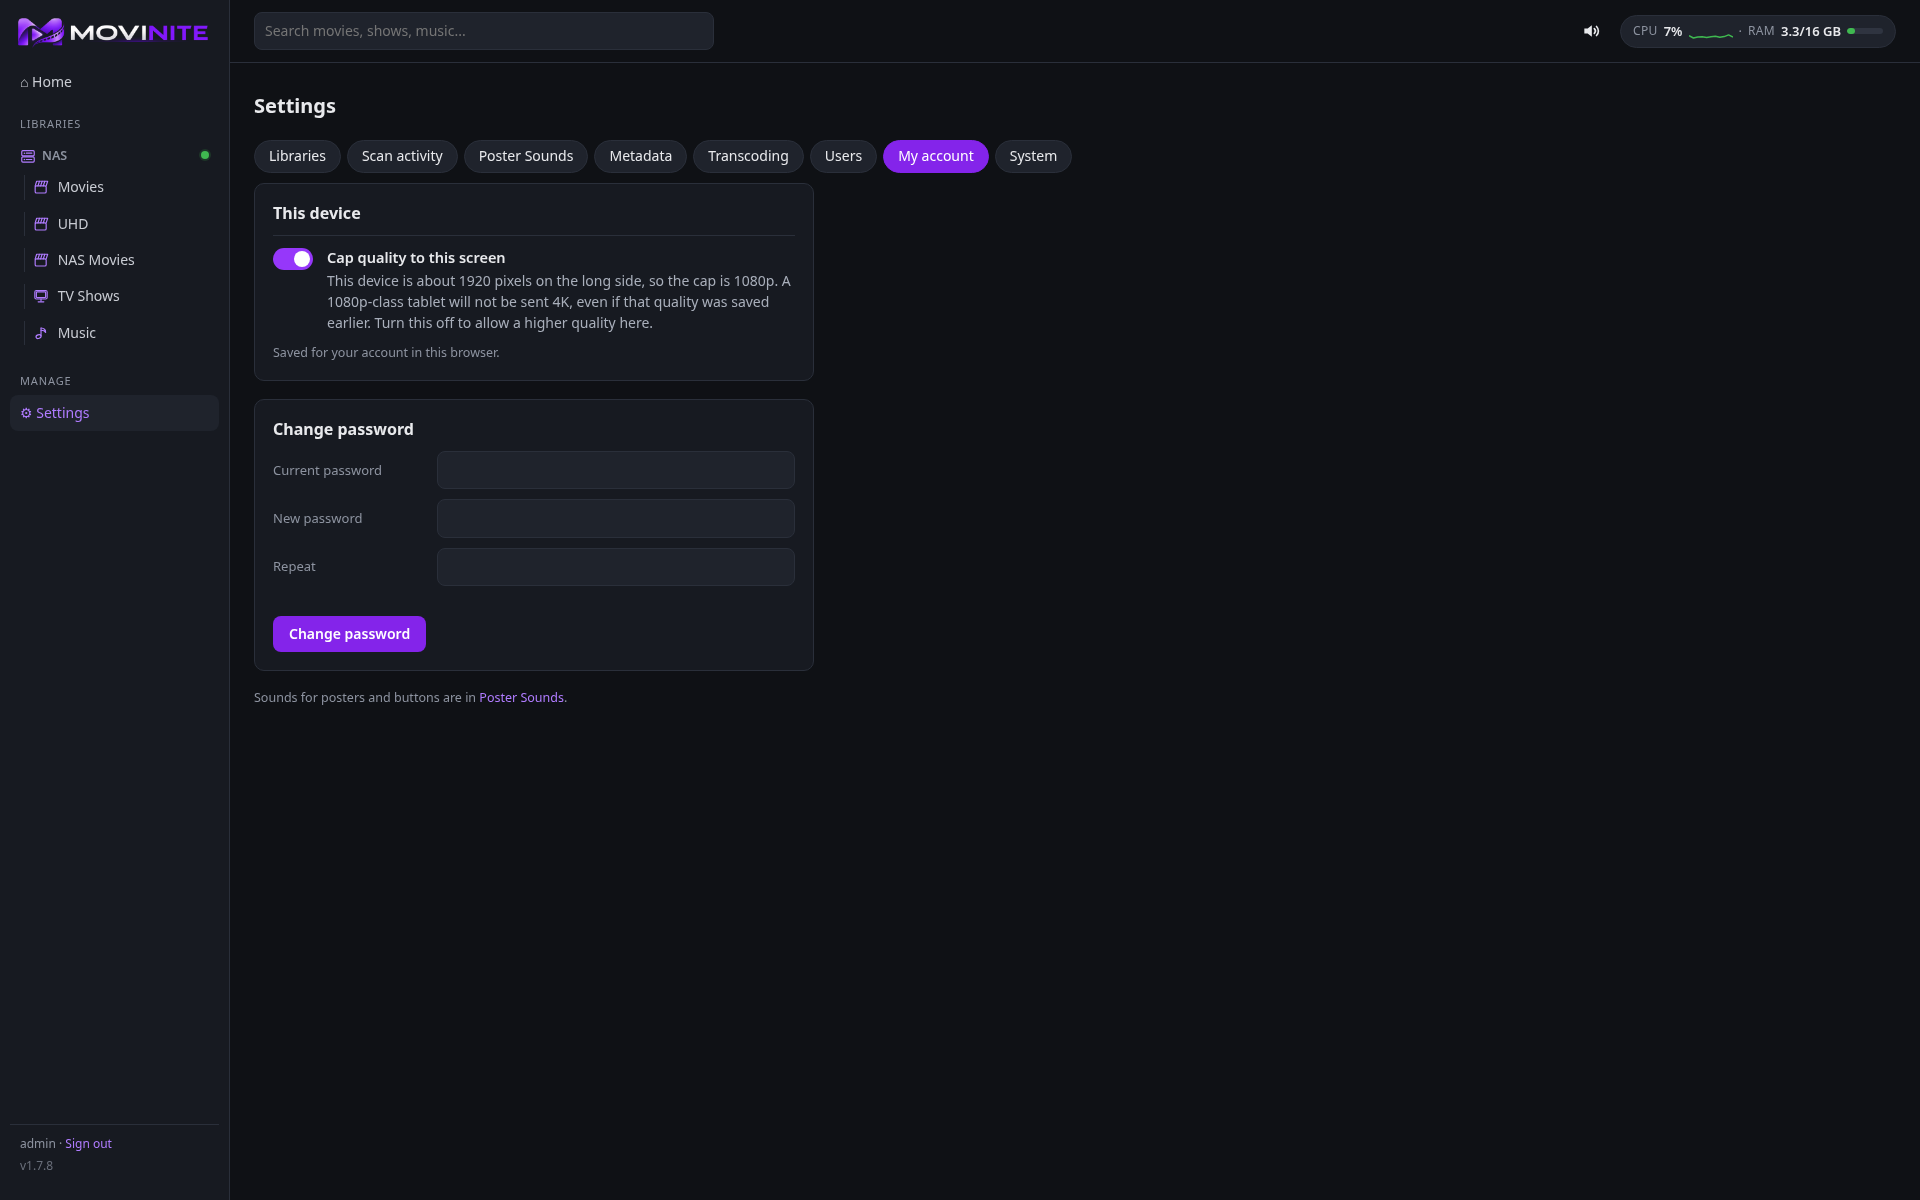 MOVINITE
Search movies, shows, music...
CPU 7% · RAM 3.3/16 GB
⌂ Home
LIBRARIES
NAS
Movies
UHD
NAS Movies
TV Shows
Music
MANAGE
⚙ Settings
admin · Sign out
v1.7.8
Settings
Libraries Scan activity Poster Sounds Metadata Transcoding Users My account System
This device
Cap quality to this screen
This device is about 1920 pixels on the long side, so the cap is 1080p. A
1080p-class tablet will not be sent 4K, even if that quality was saved
earlier. Turn this off to allow a higher quality here.
Saved for your account in this browser.
Change password
Current password
New password
Repeat
Change password
Sounds for posters and buttons are in Poster Sounds.